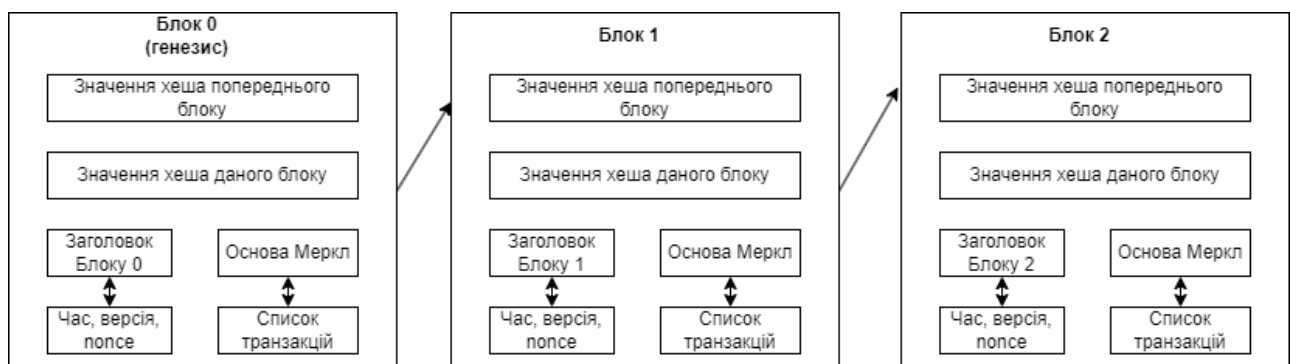 Блок 0
(генезис)
Значення хеша попереднього
блоку
Значення хеша даного блоку
Заголовок
Блоку 0
Основа Меркл
Час, версія,
nonce
Список
транзакцій
Блок 1
Значення хеша попереднього
блоку
Значення хеша даного блоку
Заголовок
Блоку 1
Основа Меркл
Час, версія,
nonce
Список
транзакцій
Блок 2
Значення хеша попереднього
блоку
Значення хеша даного блоку
Заголовок
Блоку 2
Основа Меркл
Час, версія,
nonce
Список
транзакцій